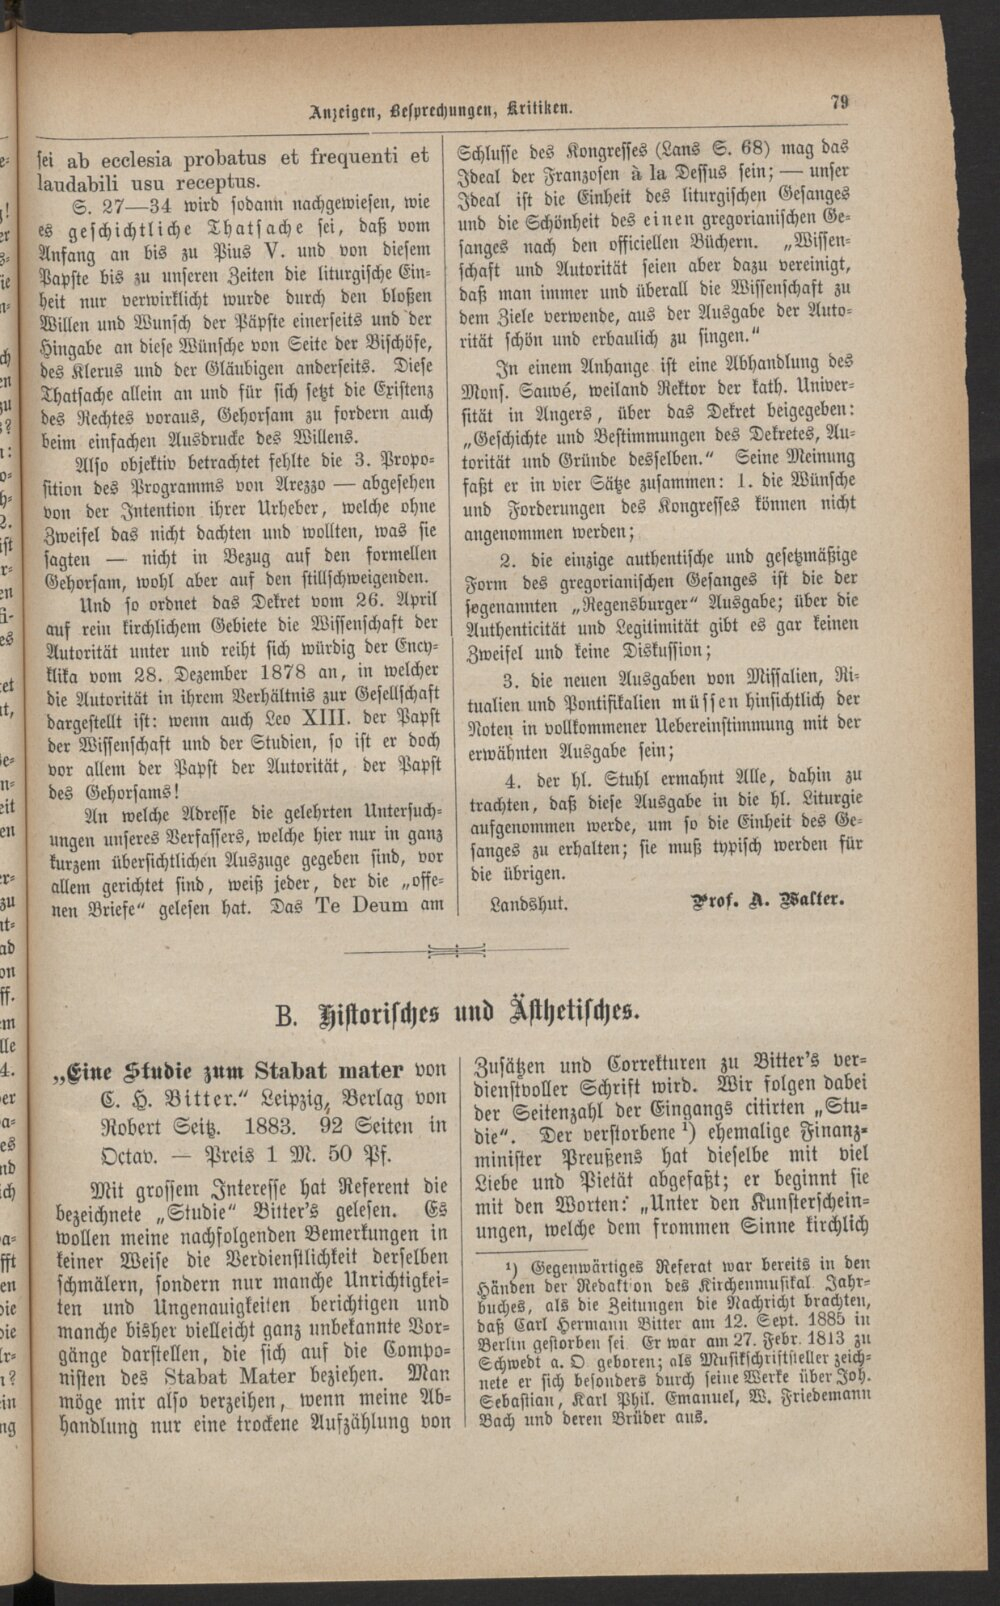 Anzeigen, Besprechungen, Kritiken.
79
sei ab ecclesia probatus et frequenti et
laudabili usu receptus.
S. 27—34 wird sodann nachgewiesen, wie
es geschichtliche Thatsache sei, daß vom
Anfang an bis zu Pius V. und von diesem
Papste bis zu unseren Zeiten die liturgische Ein-
heit nur verwirklicht wurde durch den bloßen
Willen und Wunsch der Päpste einerseits und der
Hingabe an diese Wünsche von Seite der Bischöfe,
des Klerus und der Gläubigen anderseits. Diese
Thatsache allein an und für sich setzt die Existenz
des Rechtes voraus, Gehorsam zu fordern auch
beim einfachen Ausdrucke des Willens.
Also objektiv betrachtet fehlte die 3. Propo-
sition des Programms von Arezzo — abgesehen
von der Intention ihrer Urheber, welche ohne
Zweifel das nicht dachten und wollten, was sie
sagten — nicht in Bezug auf den formellen
Gehorsam, wohl aber auf den stillschweigenden.
Und so ordnet das Dekret vom 26. April
auf rein kirchlichem Gebiete die Wissenschaft der
Autorität unter und reiht sich würdig der Ency-
klika vom 28. Dezember 1878 an, in welcher
die Autorität in ihrem Verhältnis zur Gesellschaft
dargestellt ist: wenn auch Leo XIII. der Papst
der Wissenschaft und der Studien, so ist er doch
vor allem der Papst der Autorität, der Papst
des Gehorsams!
An welche Adresse die gelehrten Untersuch-
ungen unseres Verfassers, welche hier nur in ganz
kurzem übersichtlichen Auszuge gegeben sind, vor
allem gerichtet sind, weiß jeder, der die „offe-
nen Briefe“ gelesen hat. Das Te Deum am
Schlusse des Kongresses (Lans S. 68) mag das
Ideal der Franzosen à la Dessus sein; — unser
Ideal ist die Einheit des liturgischen Gesanges
und die Schönheit des einen gregorianischen Ge-
sanges nach den officiellen Büchern. „Wissen-
schaft und Autorität seien aber dazu vereinigt,
daß man immer und überall die Wissenschaft zu
dem Ziele verwende, aus der Ausgabe der Auto-
rität schön und erbaulich zu singen.“
In einem Anhange ist eine Abhandlung des
Mons. Sauvé, weiland Rektor der kath. Univer-
sität in Angers, über das Dekret beigegeben:
„Geschichte und Bestimmungen des Dekretes, Au-
torität und Gründe desselben.“ Seine Meinung
faßt er in vier Sätze zusammen: 1. die Wünsche
und Forderungen des Kongresses können nicht
angenommen werden;
2. die einzige authentische und gesetzmäßige
Form des gregorianischen Gesanges ist die der
sogenannten „Regensburger“ Ausgabe; über die
Authenticität und Legilimität gibt es gar keinen
Zweifel und keine Diskussion;
3. die neuen Ausgaben von Missalien, Ri-
tualien und Pontifikalien müssen hinsichtlich der
Noten in vollkommener Uebereinstimmung mit der
erwähnten Ausgabe sein;
4. der hl. Stuhl ermahnt Alle, dahin zu
trachten, daß diese Ausgabe in die hl. Liturgie
aufgenommen werde, um so die Einheit des Ge-
sanges zu erhalten; sie muß typisch werden für
die übrigen.
Landshut. Prof. A. Walter.
B. Historisches und Ästhetisches.
„Eine Studie zum Stabat mater von
C. H. Bitter.“ Leipzig, Verlag von
Robert Seitz. 1883. 92 Seiten in
Octav. — Preis 1 M. 50 Pf.
Mit grossem Interesse hat Referent die
bezeichnete „Studie“ Bitter's gelesen. Es
wollen meine nachfolgenden Bemerkungen in
keiner Weise die Verdienstlichkeit derselben
schmälern, sondern nur manche Unrichtigkei-
ten und Ungenauigkeiten berichtigen und
manche bisher vielleicht ganz unbekannte Vor-
gänge darstellen, die sich auf die Compo-
nisten des Stabat Mater beziehen. Man
möge mir also verzeihen, wenn meine Ab-
handlung nur eine trockene Aufzählung von
Zusätzen und Correkturen zu Bitter's ver-
dienstvoller Schrift wird. Wir folgen dabei
der Seitenzahl der Eingangs citirten „Stu-
die“. Der verstorbene ¹) ehemalige Finanz-
minister Preußens hat dieselbe mit viel
Liebe und Pietät abgefaßt; er beginnt sie
mit den Worten: „Unter den Kunsterschein-
ungen, welche dem frommen Sinne kirchlich
¹) Gegenwärtiges Referat war bereits in den
Händen der Redaktion des Kirchenmusikal. Jahr-
buches, als die Zeitungen die Nachricht brachten,
daß Carl Hermann Bitter am 12. Sept. 1885 in
Berlin gestorben sei. Er war am 27. Febr. 1813 zu
Schwedt a. O. geboren; als Musikschriftsteller zeich-
nete er sich besonders durch seine Werke über Joh.
Sebastian, Karl Phil. Emanuel, W. Friedemann
Bach und deren Brüder aus.